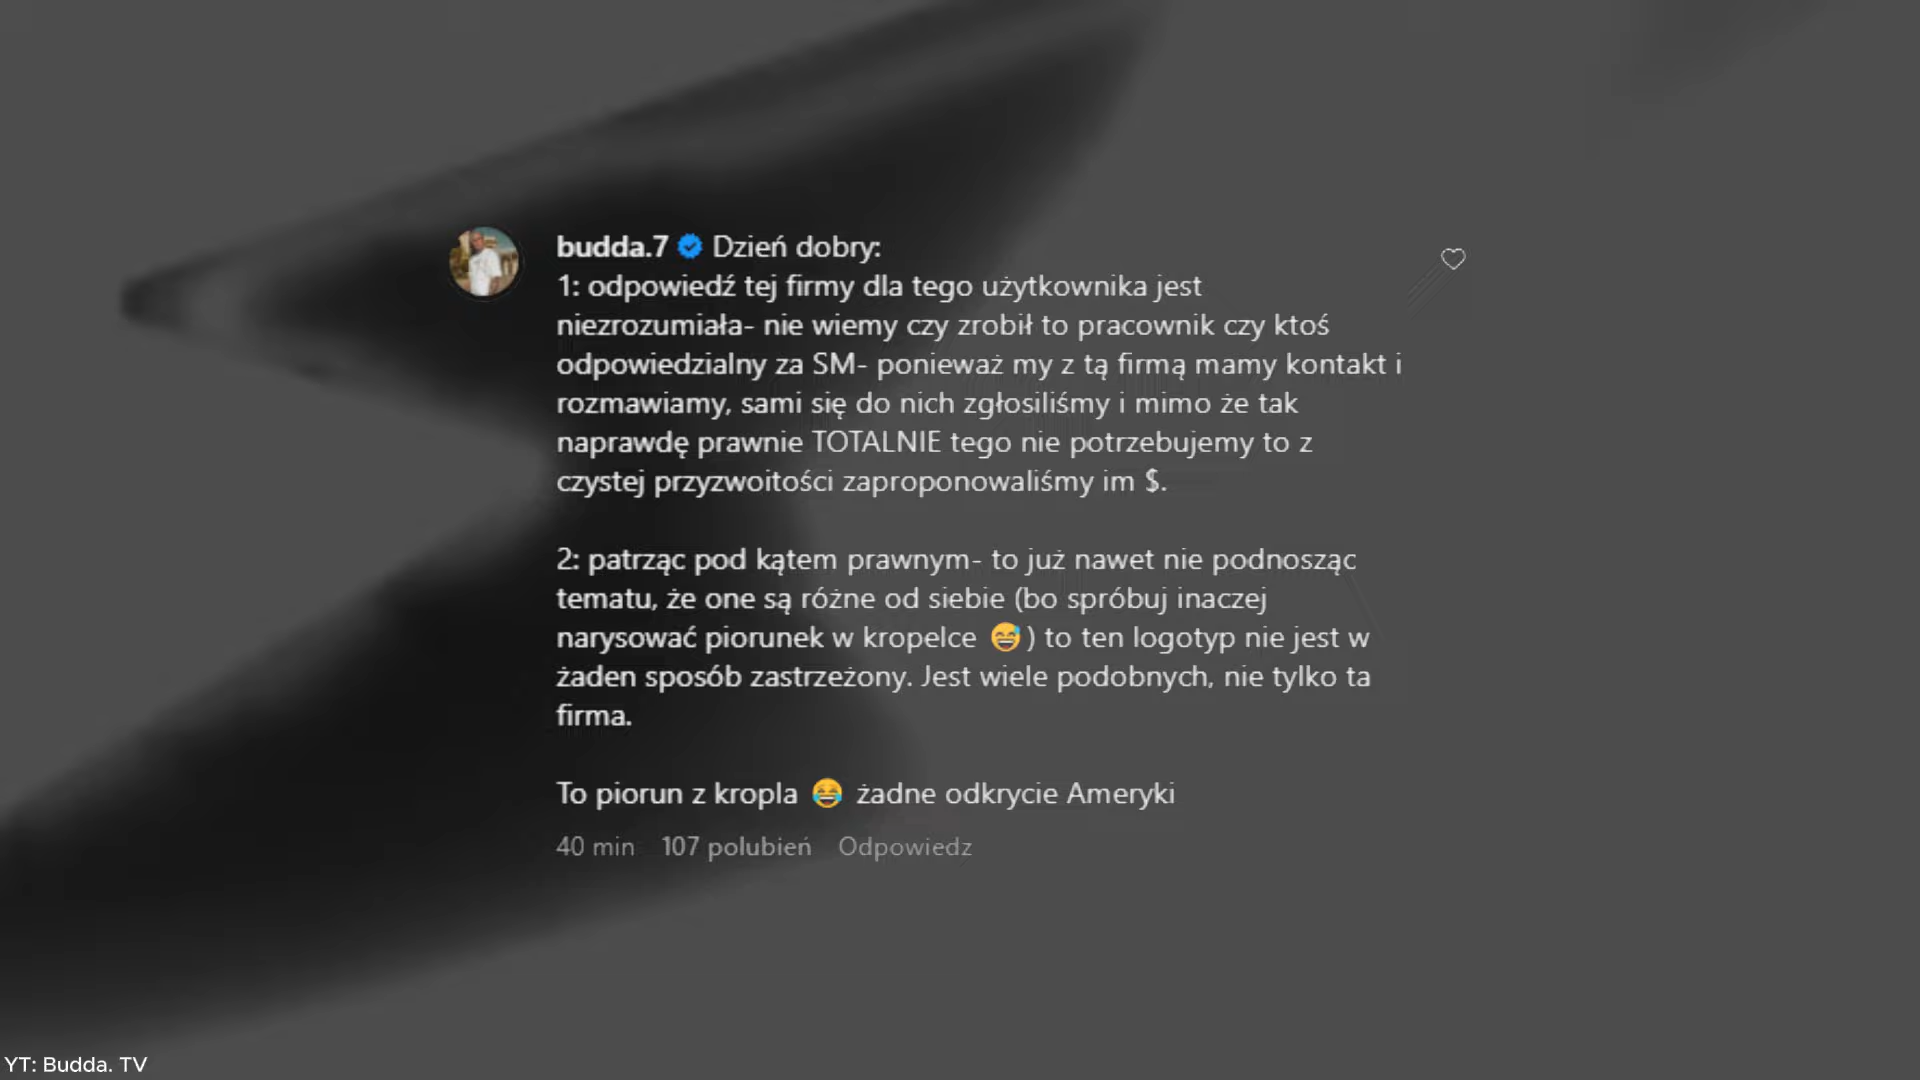 budda.7 Dzień dobry:
1: odpowiedź tej firmy dla tego użytkownika jest
niezrozumiała- nie wiemy czy zrobił to pracownik czy ktoś
odpowiedzialny za SM- ponieważ my z tą firmą mamy kontakt i
rozmawiamy, sami się do nich zgłosiliśmy i mimo że tak
naprawdę prawnie TOTALNIE tego nie potrzebujemy to z
czystej przyzwoitości zaproponowaliśmy im $.
2: patrząc pod kątem prawnym- to już nawet nie podnosząc
tematu, że one są różne od siebie (bo spróbuj inaczej
narysować piorunek w kropelce 😅) to ten logotyp nie jest w
żaden sposób zastrzeżony. Jest wiele podobnych, nie tylko ta
firma.
To piorun z kropla 😂 żadne odkrycie Ameryki
40 min 107 polubień Odpowiedz
YT: Budda. TV